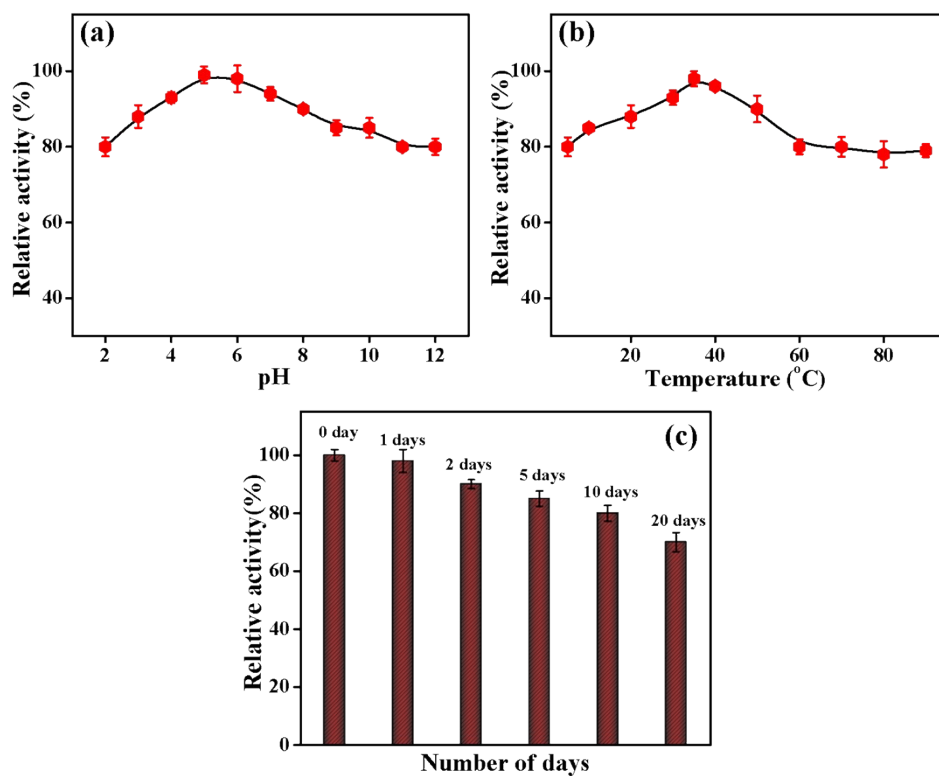 (a)
Relative activity (%)
100
80
60
40
2 4 6 8 10 12
pH
(b)
Relative activity (%)
100
80
60
40
20 40 60 80
Temperature (°C)
(c)
Relative activity(%)
100
80
60
40
20
0
0 day
1 days
2 days
5 days
10 days
20 days
Number of days